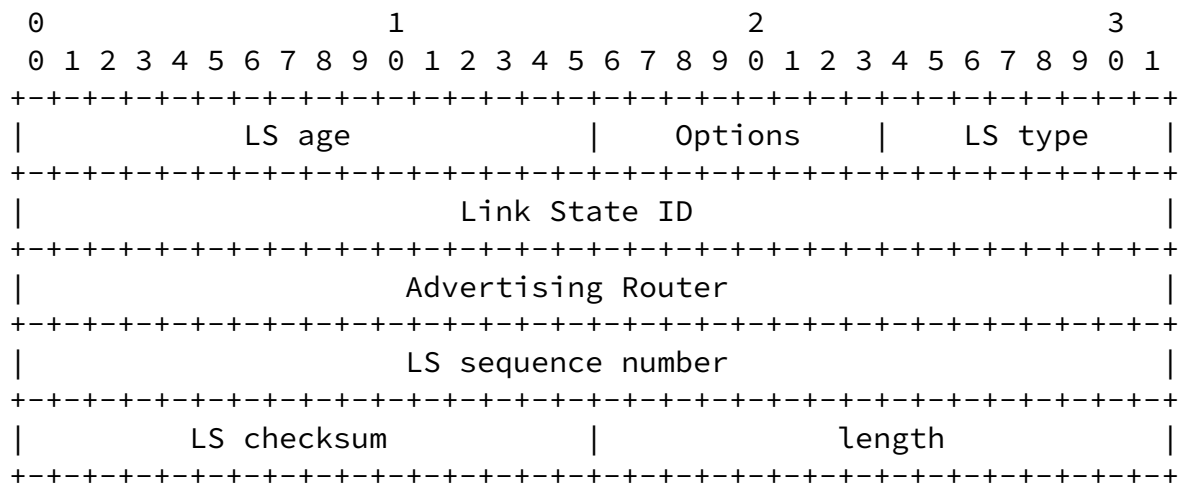 0                   1                   2                   3
 0 1 2 3 4 5 6 7 8 9 0 1 2 3 4 5 6 7 8 9 0 1 2 3 4 5 6 7 8 9 0 1
+-+-+-+-+-+-+-+-+-+-+-+-+-+-+-+-+-+-+-+-+-+-+-+-+-+-+-+-+-+-+-+-+
|            LS age             |    Options    |    LS type    |
+-+-+-+-+-+-+-+-+-+-+-+-+-+-+-+-+-+-+-+-+-+-+-+-+-+-+-+-+-+-+-+-+
|                        Link State ID                          |
+-+-+-+-+-+-+-+-+-+-+-+-+-+-+-+-+-+-+-+-+-+-+-+-+-+-+-+-+-+-+-+-+
|                     Advertising Router                        |
+-+-+-+-+-+-+-+-+-+-+-+-+-+-+-+-+-+-+-+-+-+-+-+-+-+-+-+-+-+-+-+-+
|                     LS sequence number                        |
+-+-+-+-+-+-+-+-+-+-+-+-+-+-+-+-+-+-+-+-+-+-+-+-+-+-+-+-+-+-+-+-+
|         LS checksum           |             length            |
+-+-+-+-+-+-+-+-+-+-+-+-+-+-+-+-+-+-+-+-+-+-+-+-+-+-+-+-+-+-+-+-+